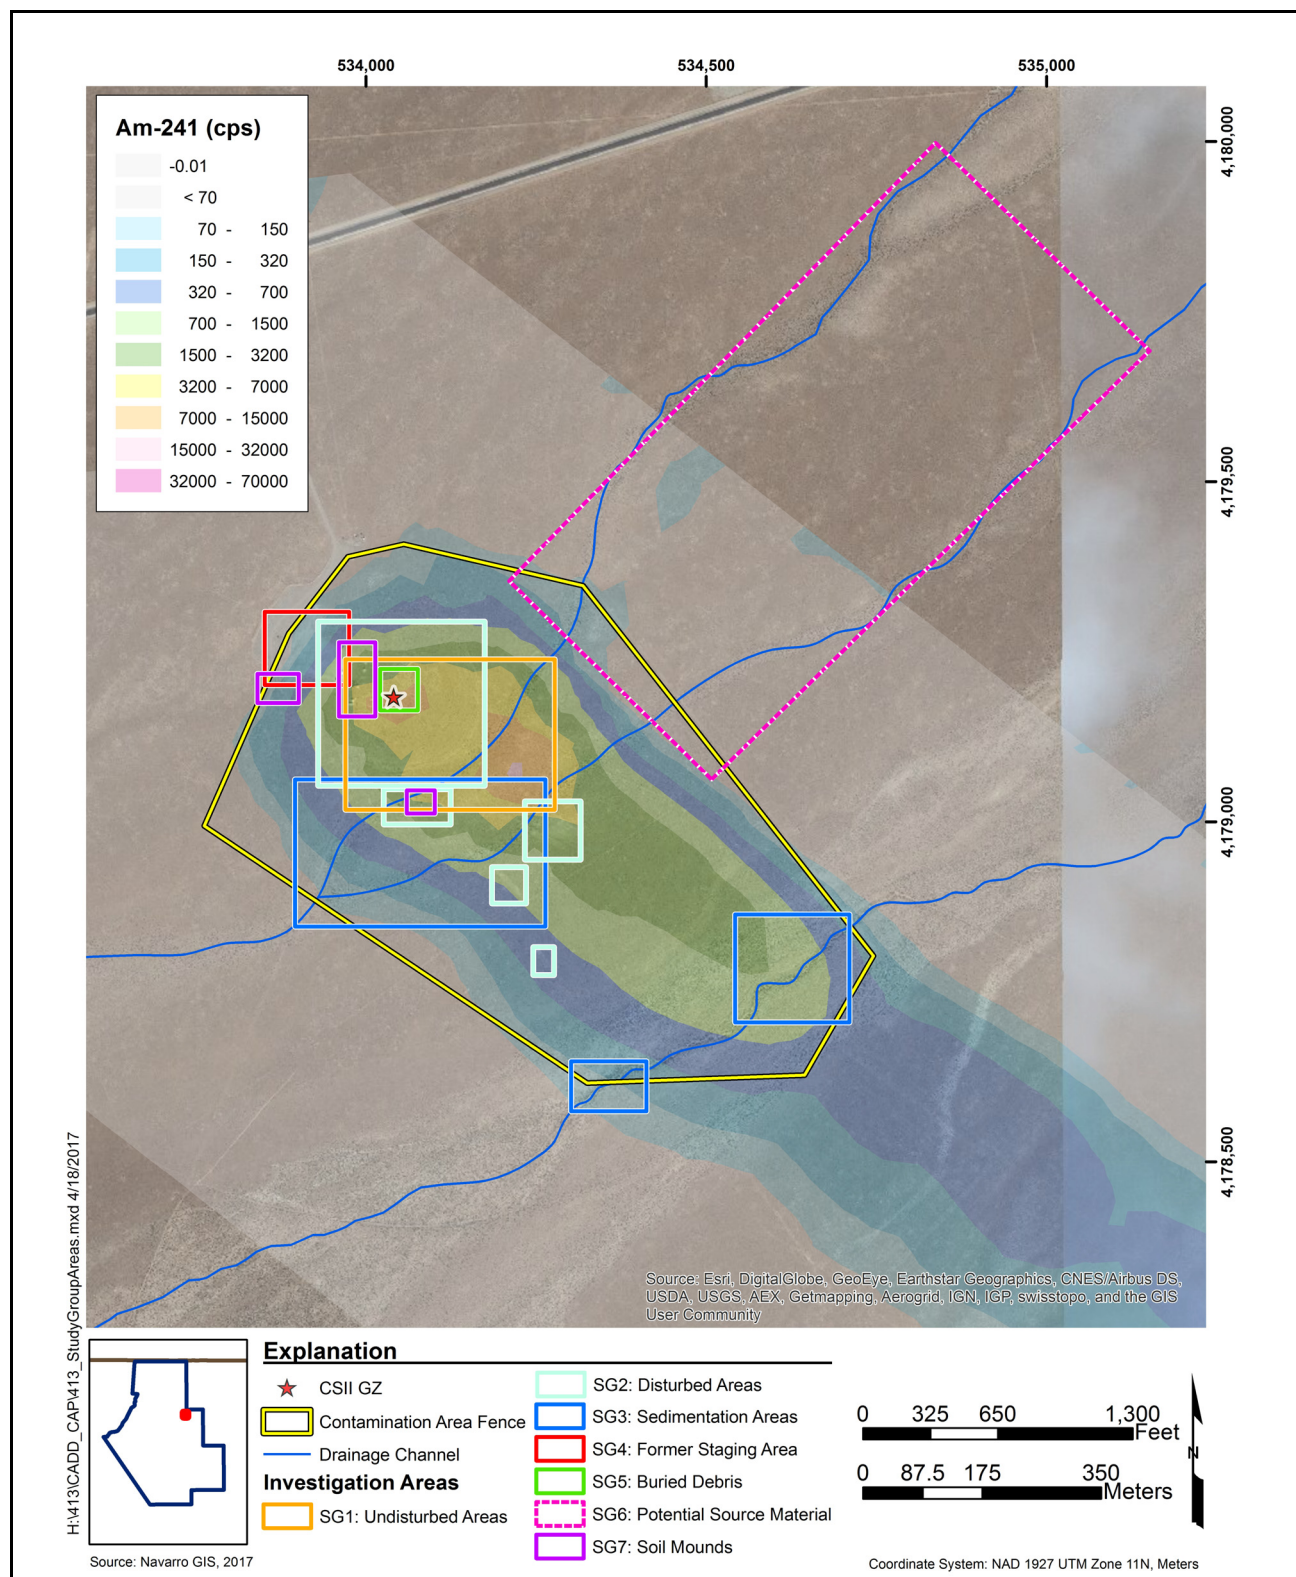 534,000
534,500
535,000
Am-241 (cps)
-0.01
< 70
70 - 150
150 - 320
320 - 700
700 - 1500
1500 - 3200
3200 - 7000
7000 - 15000
15000 - 32000
32000 - 70000
4,180,000
4,179,500
4,179,000
4,178,500
H:\413\CADD_CAP\413_StudyGroupAreas.mxd 4/18/2017
Source: Esri, DigitalGlobe, GeoEye, Earthstar Geographics, CNES/Airbus DS,
USDA, USGS, AEX, Getmapping, Aerogrid, IGN, IGP, swisstopo, and the GIS
User Community
Source: Navarro GIS, 2017
Explanation
CSII GZ
Contamination Area Fence
Drainage Channel
Investigation Areas
SG1: Undisturbed Areas
SG2: Disturbed Areas
SG3: Sedimentation Areas
SG4: Former Staging Area
SG5: Buried Debris
SG6: Potential Source Material
SG7: Soil Mounds
0 325 650 1,300
Feet
0 87.5 175 350
Meters
N
Coordinate System: NAD 1927 UTM Zone 11N, Meters